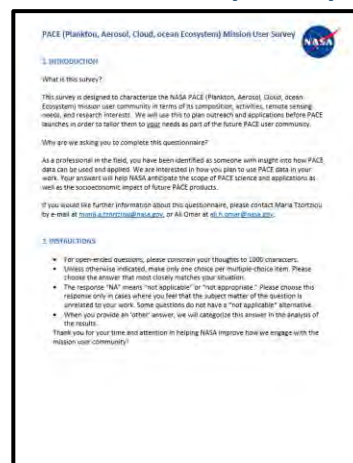 PACE (Plankton, Aerosol, Cloud, ocean Ecosystem) Mission User Survey
NASA
1. INTRODUCTION
What is this survey?
This survey is designed to characterize the NASA PACE (Plankton, Aerosol, Cloud, ocean
Ecosystem) mission user community in terms of its composition, activities, remote sensing
needs, and research interests. We will use this to plan outreach and applications before PACE
launches in order to tailor them to your needs as part of the future PACE user community.
Why are we asking you to complete this questionnaire?
As a professional in the field, you have been identified as someone with insight into how PACE
data can be used and applied. We are interested in how you plan to use PACE data in your
work. Your answers will help NASA anticipate the scope of PACE science and applications as
well as the socioeconomic impact of future PACE products.
If you would like further information about this questionnaire, please contact Maria Tzortziou
by e-mail at maria.a.tzortziou@nasa.gov, or Ali Omar at ali.h.omar@nasa.gov.
INSTRUCTIONS
• For open-ended questions, please constrain your thoughts to 1000 characters.
• Unless otherwise indicated, make only one choice per multiple-choice item. Please
choose the answer that most closely matches your situation.
• The response "NA" means "not applicable" or "not appropriate." Please choose this
response only in cases where you feel that the subject matter of the question is
unrelated to your work. Some questions do not have a "not applicable" alternative.
• When you provide an 'other' answer, we will categorize this answer in the analysis of
the results.
Thank you for your time and attention in helping NASA improve how we engage with the
mission user community!